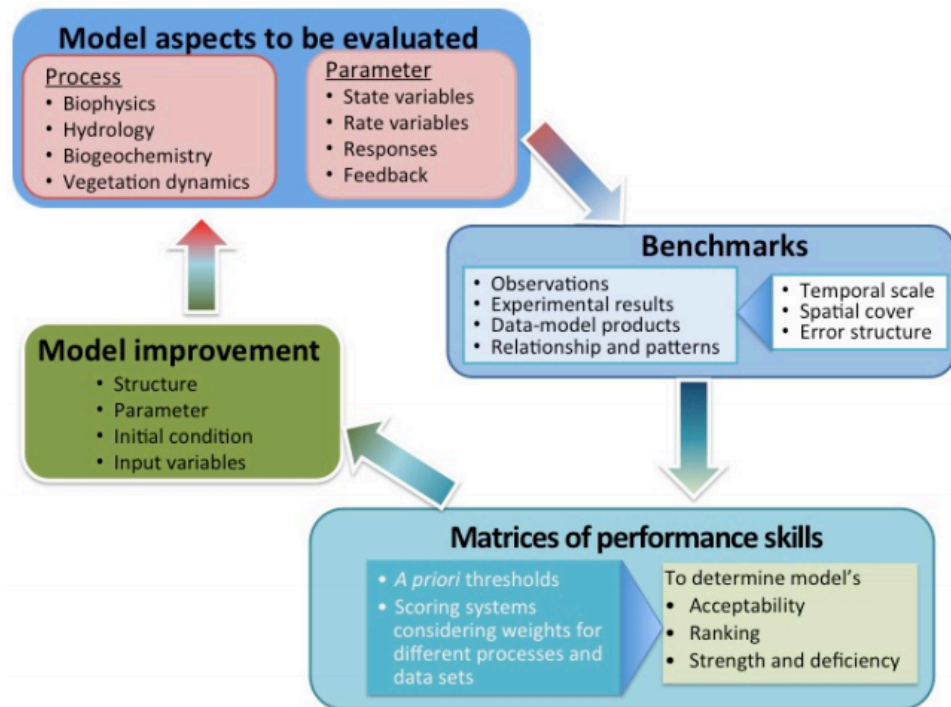 Model aspects to be evaluated
Process
• Biophysics
• Hydrology
• Biogeochemistry
• Vegetation dynamics
Parameter
• State variables
• Rate variables
• Responses
• Feedback
Benchmarks
• Observations
• Experimental results
• Data-model products
• Relationship and patterns
• Temporal scale
• Spatial cover
• Error structure
Matrices of performance skills
• A priori thresholds
• Scoring systems
considering weights for
different processes and
data sets
To determine model’s
• Acceptability
• Ranking
• Strength and deficiency
Model improvement
• Structure
• Parameter
• Initial condition
• Input variables